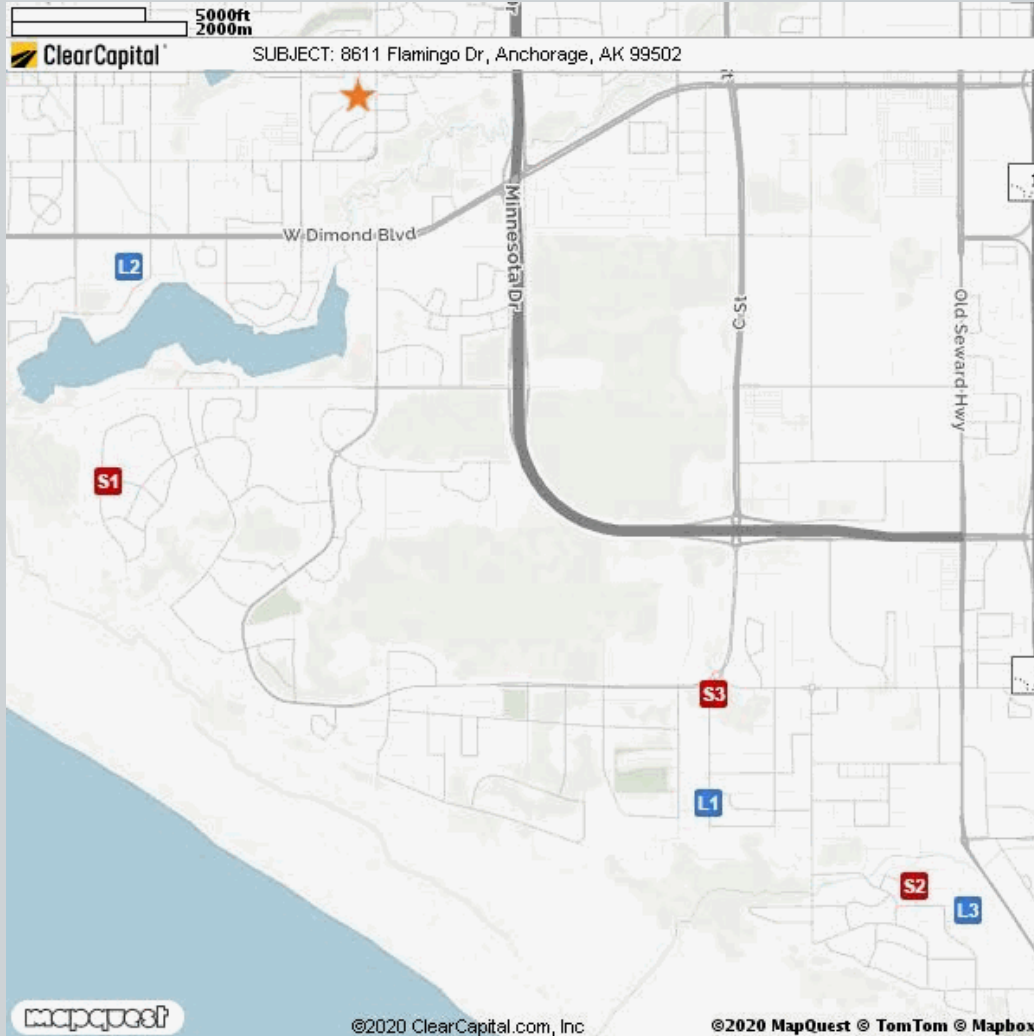 5000ft
2000m
ClearCapital
SUBJECT: 8611 Flamingo Dr, Anchorage, AK 99502
W Dimond Blvd
Minnesota Dr
C St
Old Seward Hwy
L2
S1
S3
L1
S2
L3
mapquest
©2020 ClearCapital.com, Inc
©2020 MapQuest © TomTom © Mapbox